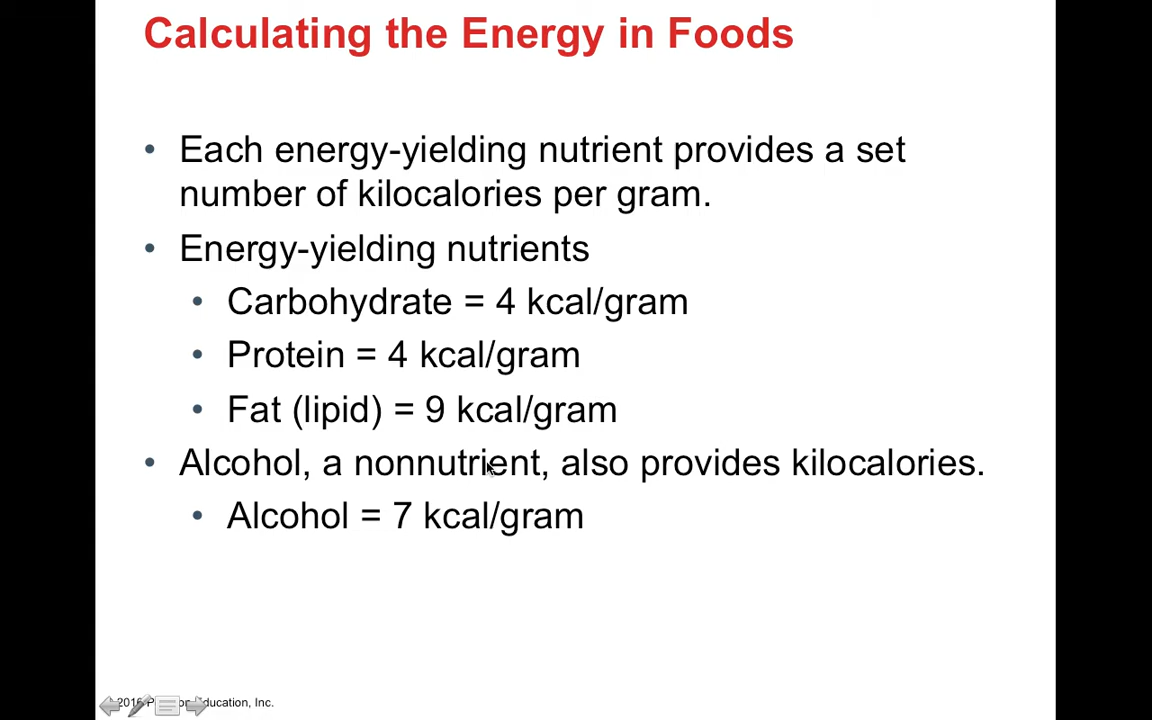 Calculating the Energy in Foods
• Each energy-yielding nutrient provides a set
number of kilocalories per gram.
• Energy-yielding nutrients
• Carbohydrate = 4 kcal/gram
• Protein = 4 kcal/gram
• Fat (lipid) = 9 kcal/gram
• Alcohol, a nonnutrient, also provides kilocalories.
• Alcohol = 7 kcal/gram
2016 Education, Inc.